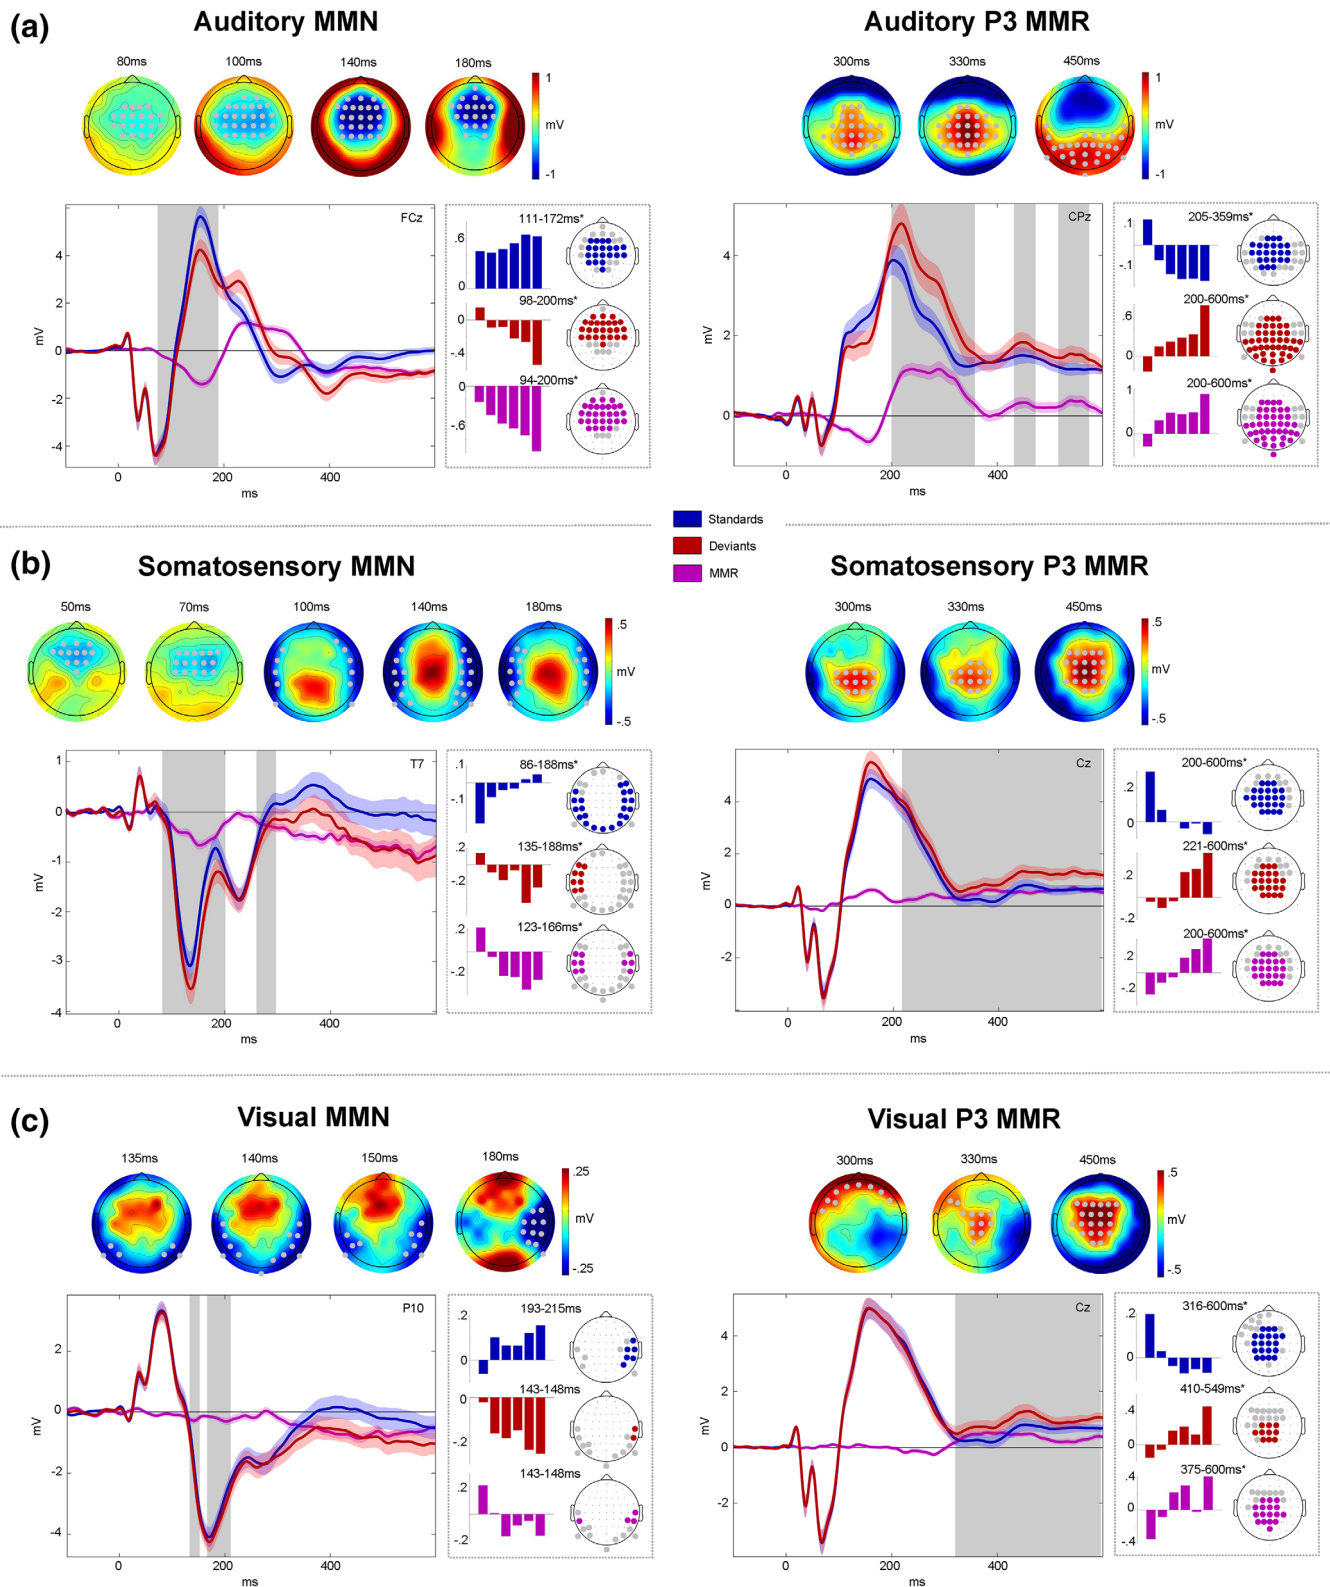 (a)
Auditory MMN
80ms 100ms 140ms 180ms
1
mV
-1
FCz
4
2
0
-2
-4
mV
0 200 400
ms
111-172ms*
.6
0
98-200ms*
0
-.4
94-200ms*
0
-.6
Auditory P3 MMR
300ms 330ms 450ms
1
mV
-1
CPz
4
2
0
mV
0 200 400
ms
205-359ms*
.1
-.1
200-600ms*
.6
0
200-600ms*
1
0
Standards
Deviants
MMR
(b)
Somatosensory MMN
50ms 70ms 100ms 140ms 180ms
.5
mV
-.5
T7
1
0
-1
-2
-3
-4
mV
0 200 400
ms
86-188ms*
.1
-.1
135-188ms*
.2
-.2
123-166ms*
.2
-.2
Somatosensory P3 MMR
300ms 330ms 450ms
.5
mV
-.5
Cz
4
2
0
-2
mV
0 200 400
ms
200-600ms*
.2
0
221-600ms*
.2
-.2
200-600ms*
.2
-.2
(c)
Visual MMN
135ms 140ms 150ms 180ms
.25
mV
-.25
P10
2
0
-2
-4
mV
0 200 400
ms
193-215ms
.2
0
143-148ms
0
-.2
143-148ms
.2
-.2
Visual P3 MMR
300ms 330ms 450ms
.5
mV
-.5
Cz
4
2
0
-2
mV
0 200 400
ms
316-600ms*
.2
0
410-549ms*
.4
0
375-600ms*
.4
0
-.4